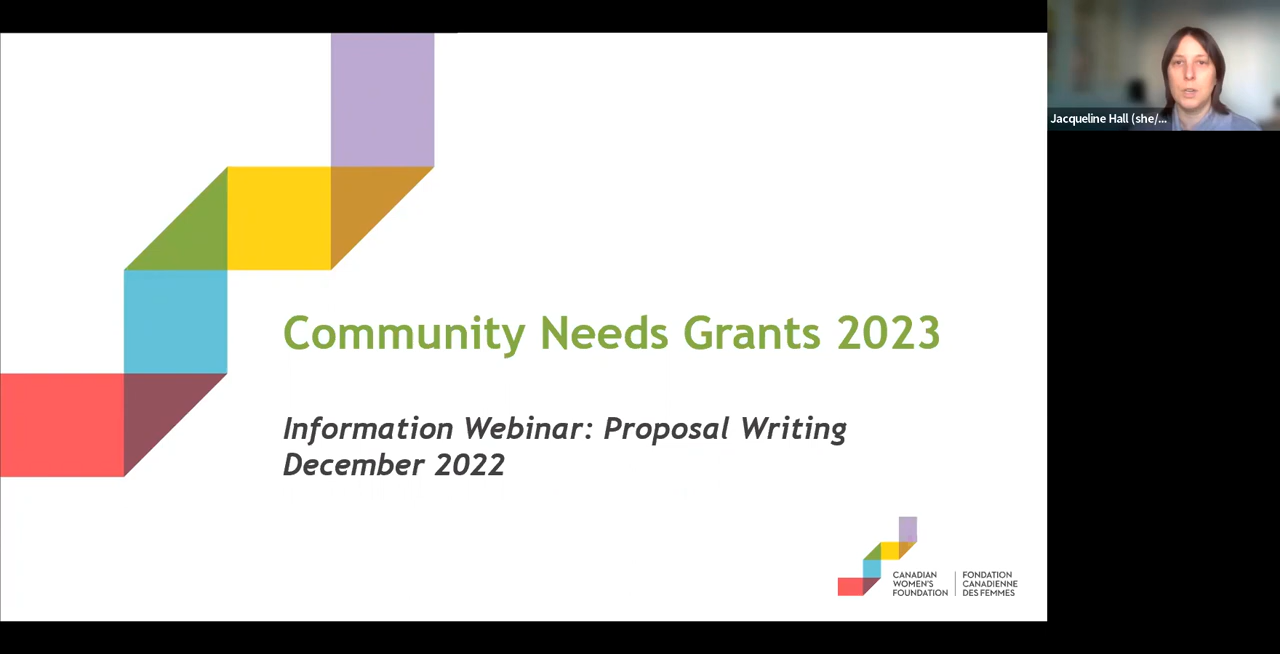 Jacqueline Hall (she/...
Community Needs Grants 2023
Information Webinar: Proposal Writing
December 2022
CANADIAN
WOMEN'S
FOUNDATION
FONDATION
CANADIENNE
DES FEMMES